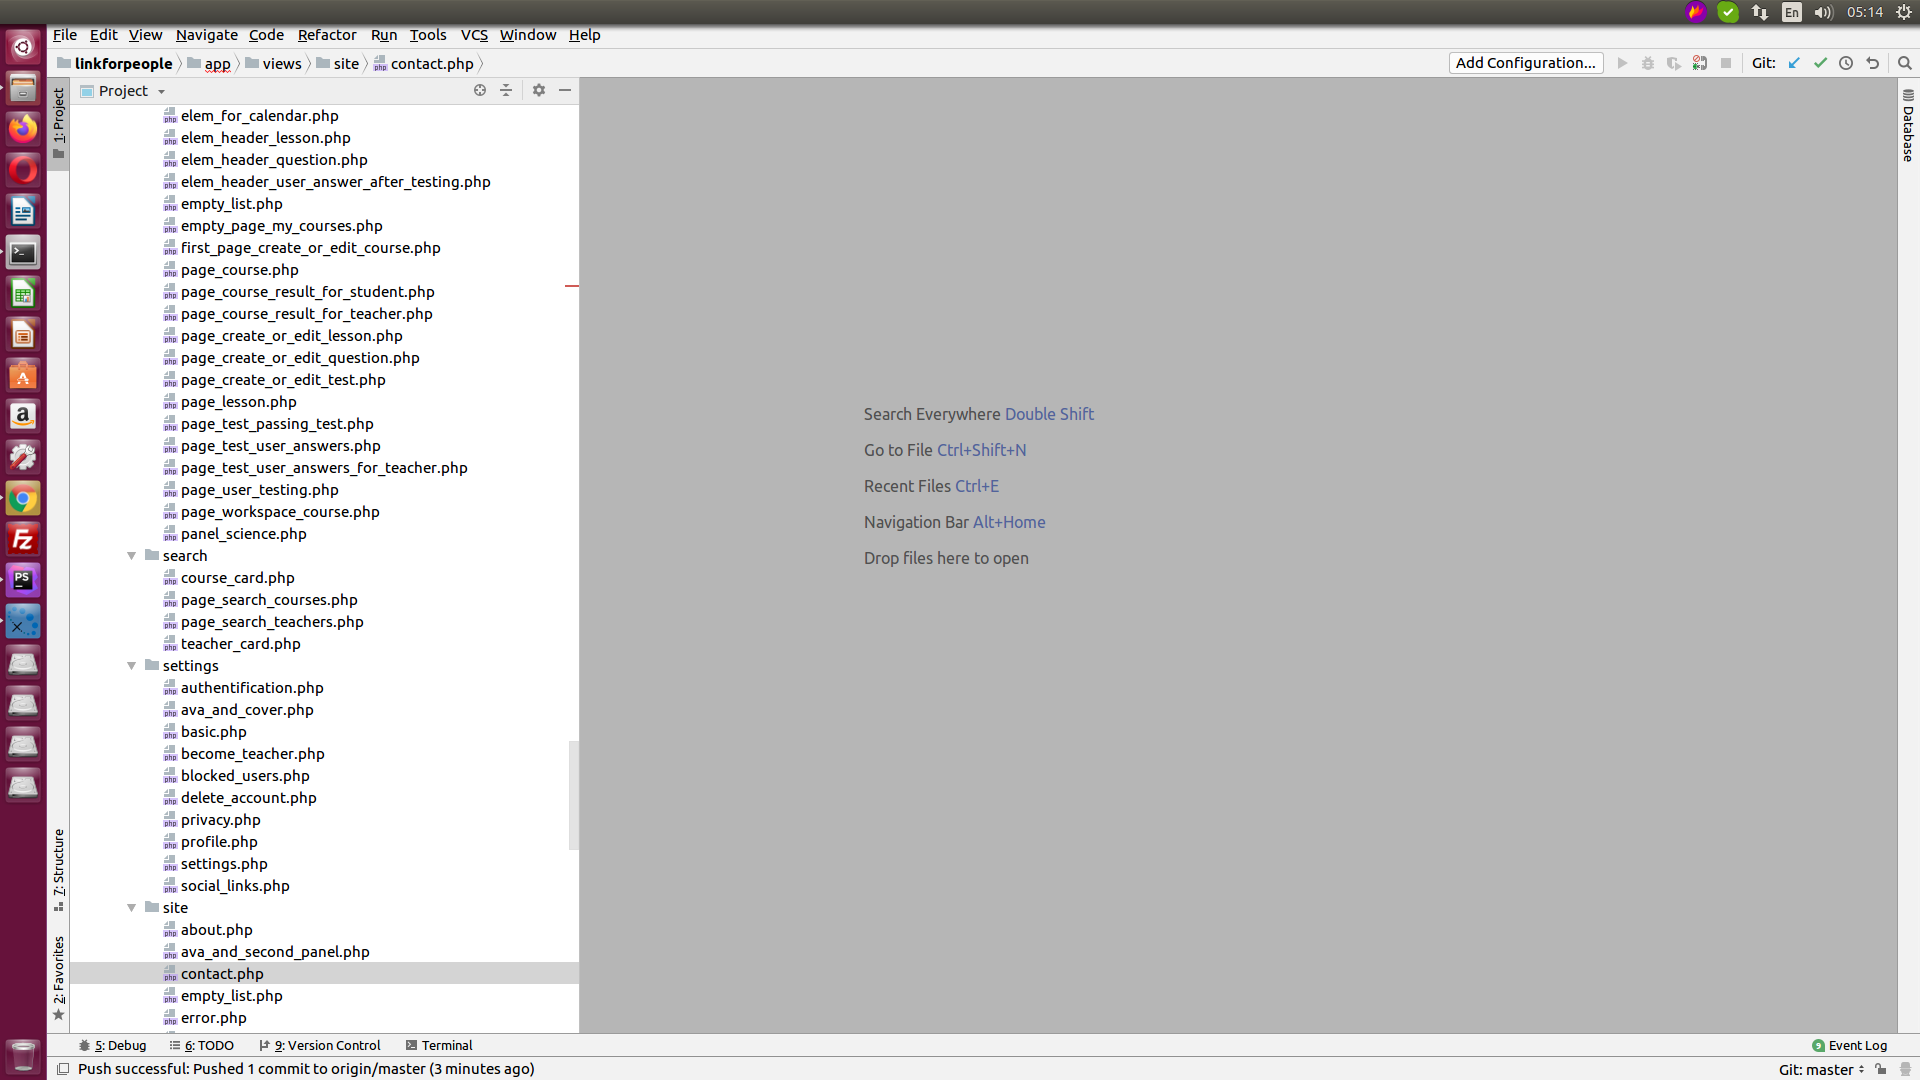 En 05:14
File Edit View Navigate Code Refactor Run Tools VCS Window Help
linkforpeople app views site contact.php Add Configuration... Git:
Project
1: Project
Database
elem_for_calendar.php
elem_header_lesson.php
elem_header_question.php
elem_header_user_answer_after_testing.php
empty_list.php
empty_page_my_courses.php
first_page_create_or_edit_course.php
page_course.php
page_course_result_for_student.php
page_course_result_for_teacher.php
page_create_or_edit_lesson.php
page_create_or_edit_question.php
page_create_or_edit_test.php
page_lesson.php
page_test_passing_test.php
page_test_user_answers.php
page_test_user_answers_for_teacher.php
page_user_testing.php
page_workspace_course.php
panel_science.php
search
course_card.php
page_search_courses.php
page_search_teachers.php
teacher_card.php
settings
authentification.php
ava_and_cover.php
basic.php
become_teacher.php
blocked_users.php
delete_account.php
privacy.php
profile.php
settings.php
social_links.php
site
about.php
ava_and_second_panel.php
contact.php
empty_list.php
error.php
Search Everywhere Double Shift
Go to File Ctrl+Shift+N
Recent Files Ctrl+E
Navigation Bar Alt+Home
Drop files here to open
7: Structure
2: Favorites
5: Debug 6: TODO 9: Version Control Terminal 9 Event Log
Push successful: Pushed 1 commit to origin/master (3 minutes ago) Git: master